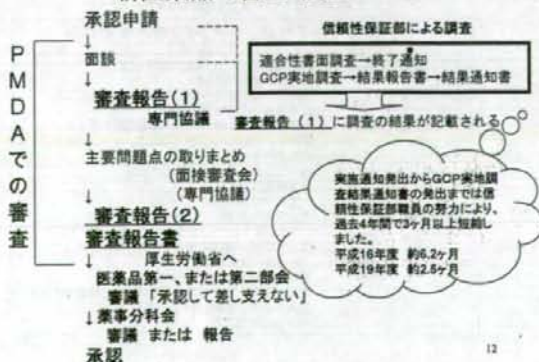 承認申請
↓
面談
↓
審査報告(1)
専門協議
↓
主要問題点の取りまとめ
(面接審査会)
↓ (専門協議)
審査報告(2)
審査報告書
↓ 厚生労働省へ
医薬品第一、または第二部会
審議 「承認して差し支えない」
↓薬事分科会
審議 または 報告
承認
PMDAでの審査
信頼性保証部による調査
適合性書面調査→終了通知
GCP実地調査→結果報告書→結果通知書
審査報告(1)に調査の結果が記載される
実施通知発出からGCP実地調
査結果通知書の発出までは信
頼性保証部職員の努力により、
過去4年間で3ヶ月以上短縮し
ました。
平成16年度 約6.2ヶ月
平成19年度 約2.5ヶ月
12